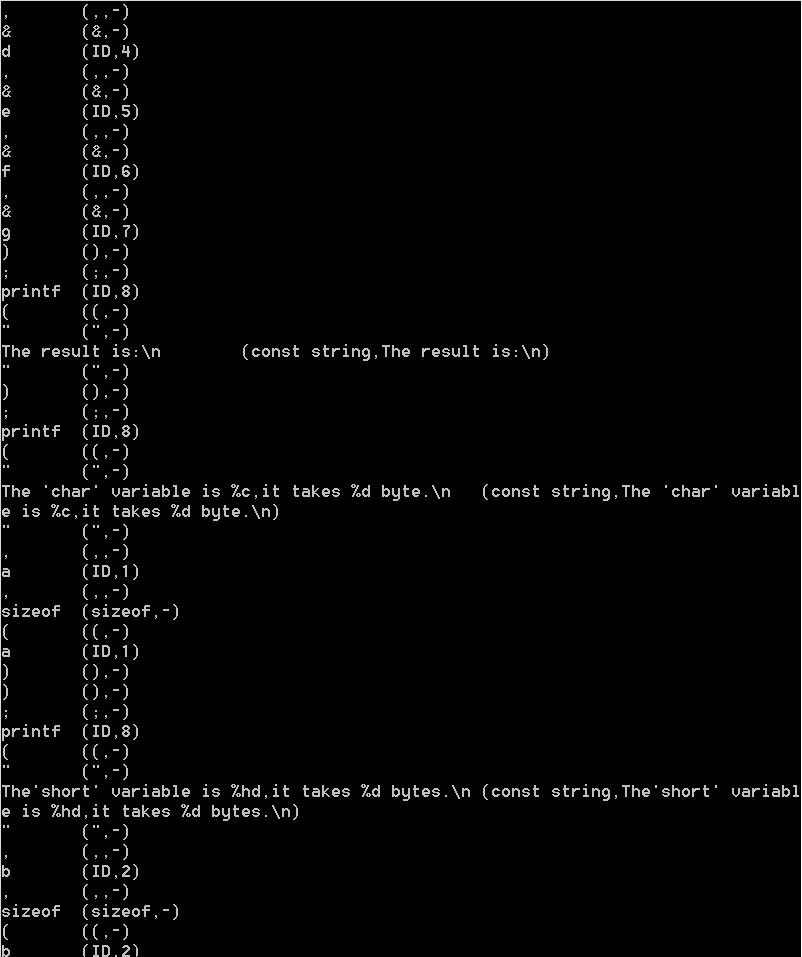 ,       (,,-)
&       (&,-)
d       (ID,4)
,       (,,-)
&       (&,-)
e       (ID,5)
,       (,,-)
&       (&,-)
f       (ID,6)
,       (,,-)
&       (&,-)
g       (ID,7)
)       (),-)
;       (;,-)
printf  (ID,8)
(       ((,-)
"       (",-)
The result is:\n        (const string,The result is:\n)
"       (",-)
)       (),-)
;       (;,-)
printf  (ID,8)
(       ((,-)
"       (",-)
The 'char' variable is %c,it takes %d byte.\n   (const string,The 'char' variabl
e is %c,it takes %d byte.\n)
"       (",-)
,       (,,-)
a       (ID,1)
,       (,,-)
sizeof  (sizeof,-)
(       ((,-)
a       (ID,1)
)       (),-)
)       (),-)
;       (;,-)
printf  (ID,8)
(       ((,-)
"       (",-)
The'short' variable is %hd,it takes %d bytes.\n (const string,The'short' variabl
e is %hd,it takes %d bytes.\n)
"       (",-)
,       (,,-)
b       (ID,2)
,       (,,-)
sizeof  (sizeof,-)
(       ((,-)
b       (ID,2)